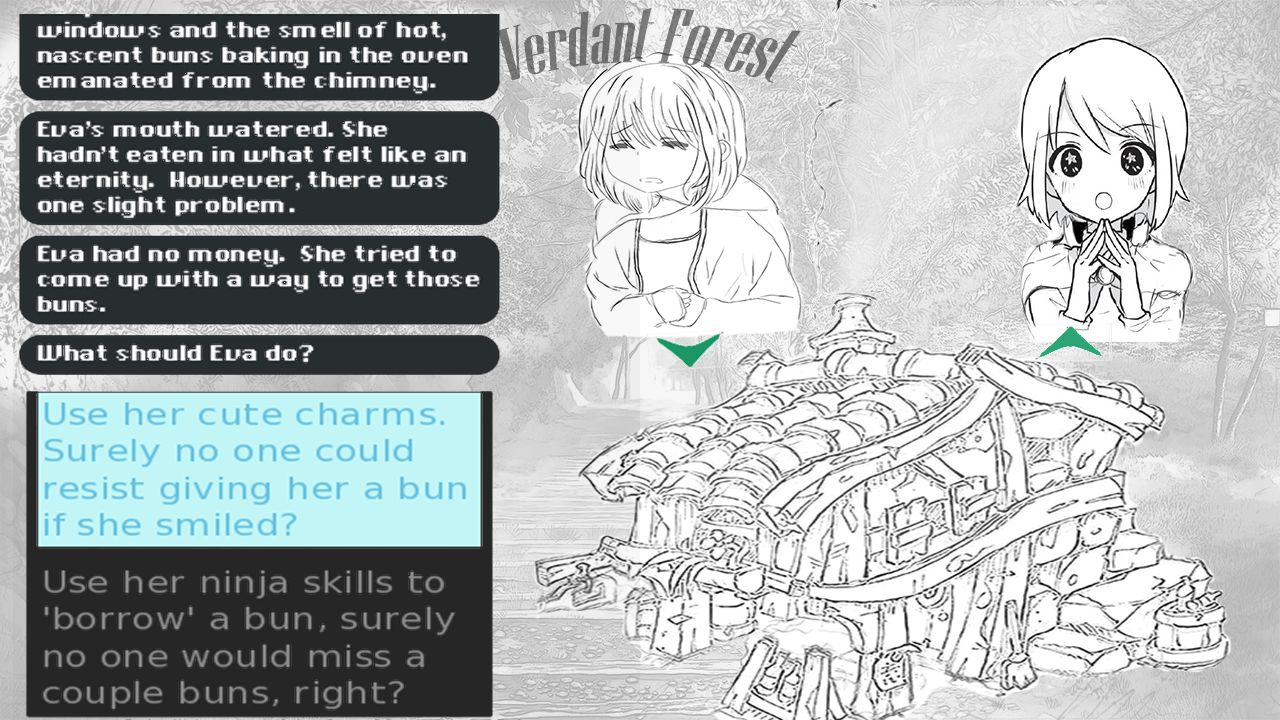 Verdant Forest
windows and the smell of hot,
nascent buns baking in the oven
emanated from the chimney.
Eva's mouth watered. She
hadn't eaten in what felt like an
eternity. However, there was
one slight problem.
Eva had no money. She tried to
come up with a way to get those
buns.
What should Eva do?
Use her cute charms.
Surely no one could
resist giving her a bun
if she smiled?
Use her ninja skills to
'borrow' a bun, surely
no one would miss a
couple buns, right?